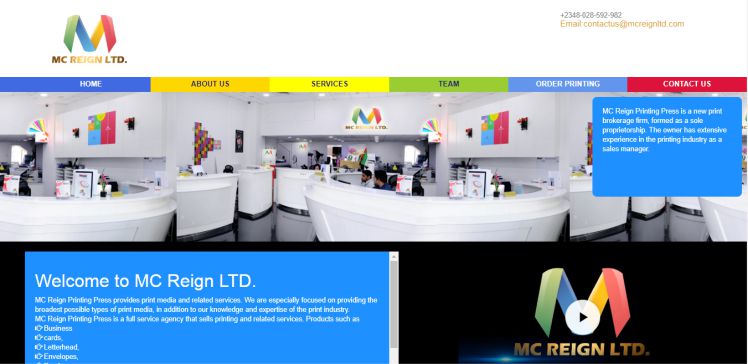 MC REIGN LTD.
+2348-028-592-982
Email:contactus@mcreignltd.com
HOME
ABOUT US
SERVICES
TEAM
ORDER PRINTING
CONTACT US
MC REIGN LTD.
MC Reign Printing Press is a new print
brokerage firm, formed as a sole
proprietorship. The owner has extensive
experience in the printing industry as a
sales manager.
Welcome to MC Reign LTD.
MC Reign Printing Press provides print media and related services. We are especially focused on providing the
broadest possible types of print media, in addition to our knowledge and expertise of the print industry.
MC Reign Printing Press is a full service agency that sells printing and related services. Products such as
Business
cards,
Letterhead,
Envelopes,
MC REIGN LTD.